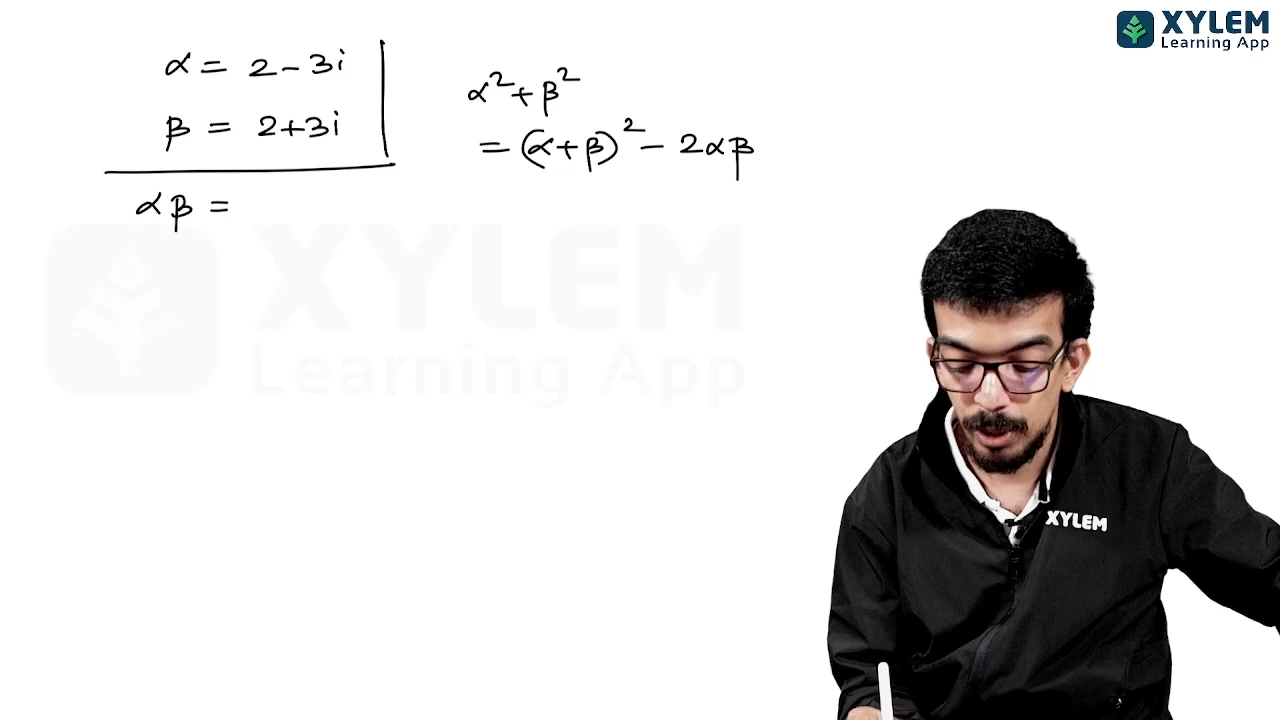 XYLEM
Learning App
α = 2 - 3i
β = 2+3i
αβ =
α² + β²
= (α+β)² - 2αβ
XYLEM
Learning App
XYLEM